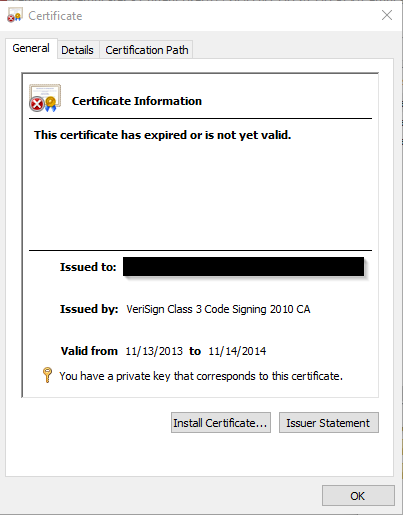 Certificate
General Details Certification Path
Certificate Information
This certificate has expired or is not yet valid.
Issued to:
Issued by: VeriSign Class 3 Code Signing 2010 CA
Valid from 11/13/2013 to 11/14/2014
You have a private key that corresponds to this certificate.
Install Certificate... Issuer Statement
OK